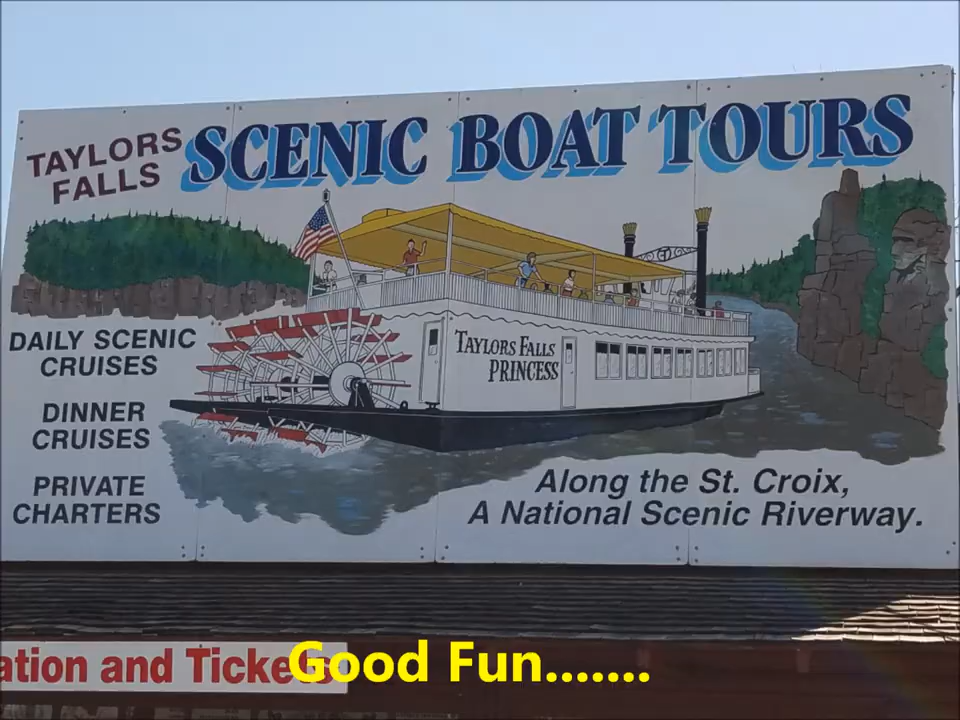 TAYLORS
FALLS
SCENIC BOAT TOURS
TAYLORS FALLS
PRINCESS
DAILY SCENIC
CRUISES
DINNER
CRUISES
PRIVATE
CHARTERS
Along the St. Croix,
A National Scenic Riverway.
ation and Tickets
Good Fun.......